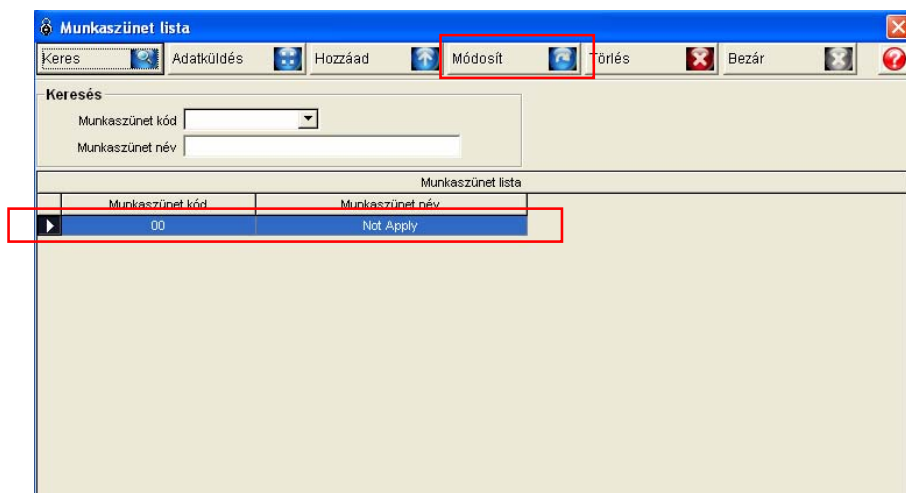 Munkaszünet lista
Keres Adatküldés Hozzáad Módosít Törlés Bezár ?
Keresés
Munkaszünet kód
Munkaszünet név
Munkaszünet lista
Munkaszünet kód Munkaszünet név
00 Not Apply